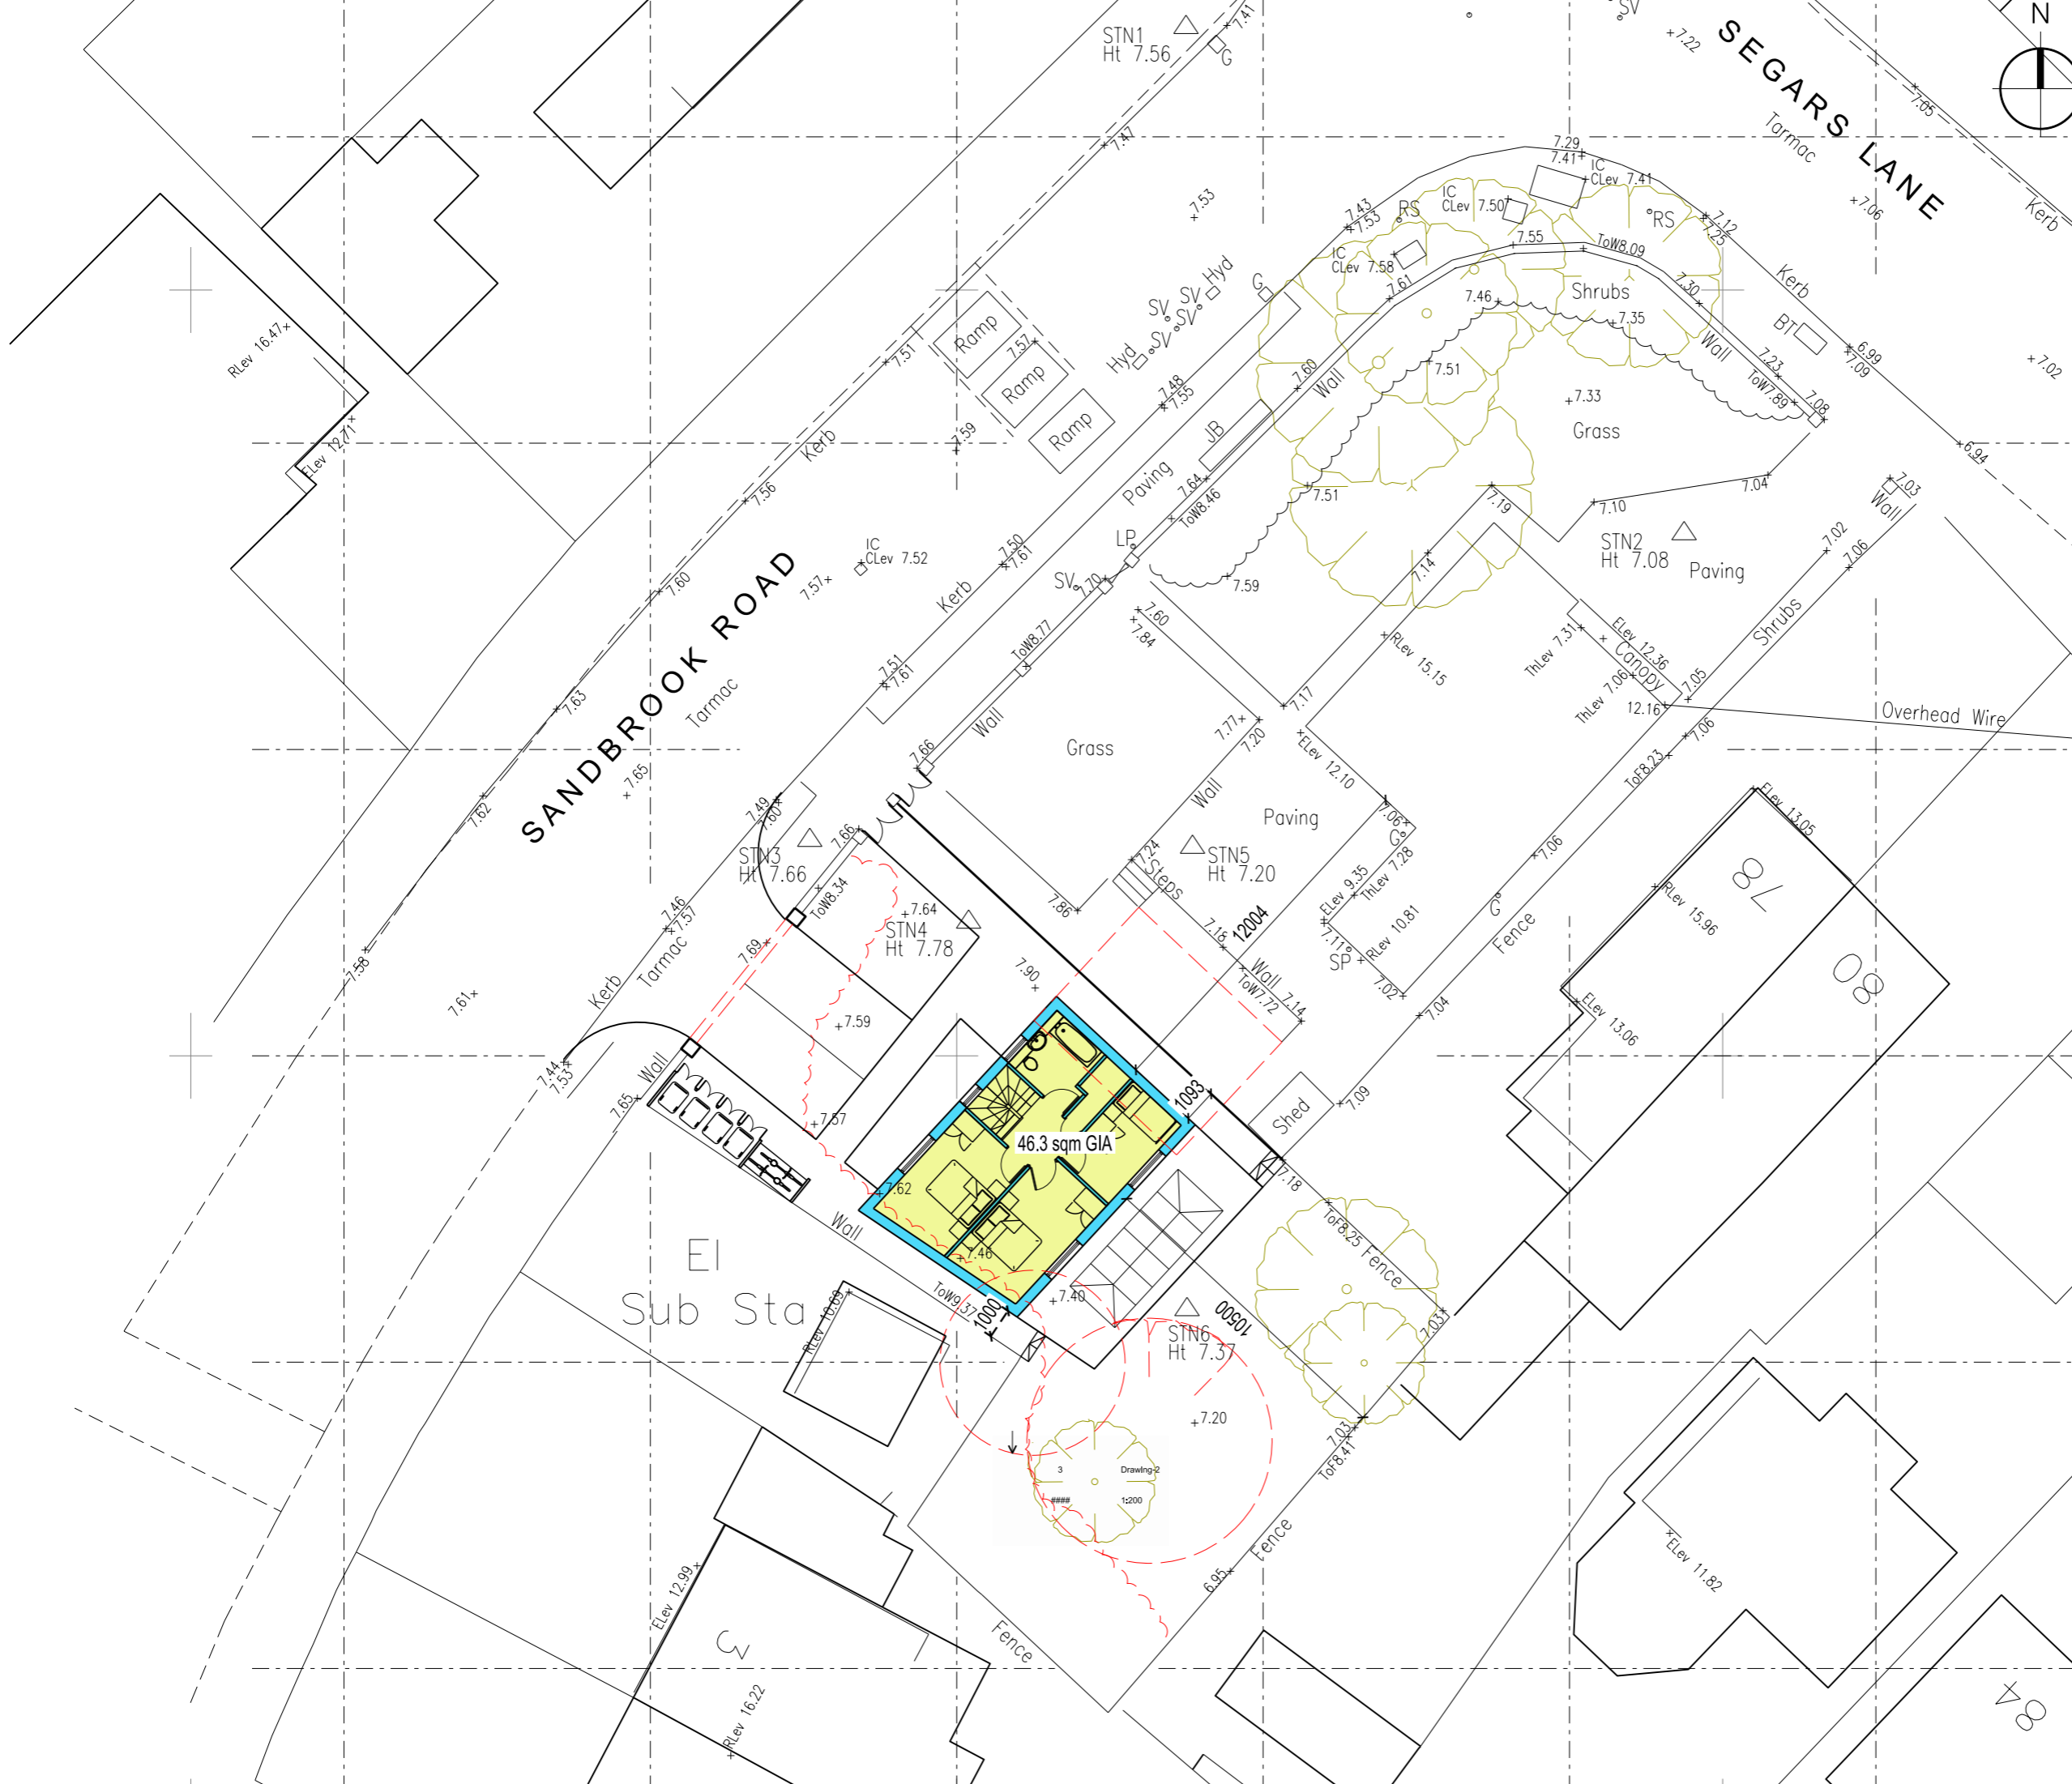 STN1
Ht 7.56
7.41
G
SV
7.22
SEGARS LANE
Tarmac
7.05
N
7.47
7.53
7.29
7.41
IC
CLev 7.41
IC
CLev 7.50
RS
RS
7.43
7.53
7.12
7.25
7.06
Kerb
IC
CLev 7.58
7.55
ToW8.09
7.61
7.46
Shrubs
7.30
7.35
Kerb
BT
Wall
RLev 16.47
Hyd
SV
SV
SV
SV
Hyd
G
Ramp
Ramp
Ramp
7.57
7.51
7.59
7.48
7.55
7.60
Wall
7.51
7.33
Grass
7.23
ToW7.89
7.08
6.99
7.09
7.02
6.94
ELev 12.71
Kerb
7.56
JB
Paving
7.64
ToW8.46
7.51
7.19
7.10
7.04
7.03
Wall
LP
SV
7.70
7.59
7.14
STN2
Ht 7.08
Paving
7.02
7.06
IC
CLev 7.52
7.57
7.50
7.61
Kerb
7.60
SANDBROOK ROAD
Tarmac
7.60
7.84
ToW8.77
RLev 15.15
ThLev 7.31
ELev 12.36
Canopy
ThLev 7.06
Shrubs
7.05
12.16
Overhead Wire
7.06
ToF8.23
7.63
7.51
7.61
7.66
Wall
Grass
7.77
7.20
7.17
ELev 12.10
Wall
Paving
7.65
7.62
7.49
7.60
7.66
STN3
Ht 7.66
ToW8.34
7.64
STN4
Ht 7.78
7.24
Steps
STN5
Ht 7.20
7.06
G
ThLev 7.28
ELev 9.35
7.06
G
ELev 13.05
78
RLev 15.96
80
7.46
7.57
Tarmac
7.69
7.86
7.90
7.16
12004
Wall
ToW7.72
7.14
7.11
SP
RLev 10.81
7.02
Fence
7.04
ELev 13.06
7.58
7.61
Kerb
7.59
7.44
7.53
Wall
7.65
7.57
46.3 sqm GIA
1093
Shed
7.09
7.18
7.62
Wall
7.46
El
Sub Sta
RLev 10.69
ToW9.37
1000
7.40
STN6
Ht 7.37
10500
ToF8.25
Fence
7.03
7.20
7.03
ToF8.41
3
Drawing-2
####
1:200
Fence
6.95
ELev 12.99
3
RLev 16.22
Fence
ELev 11.82
84